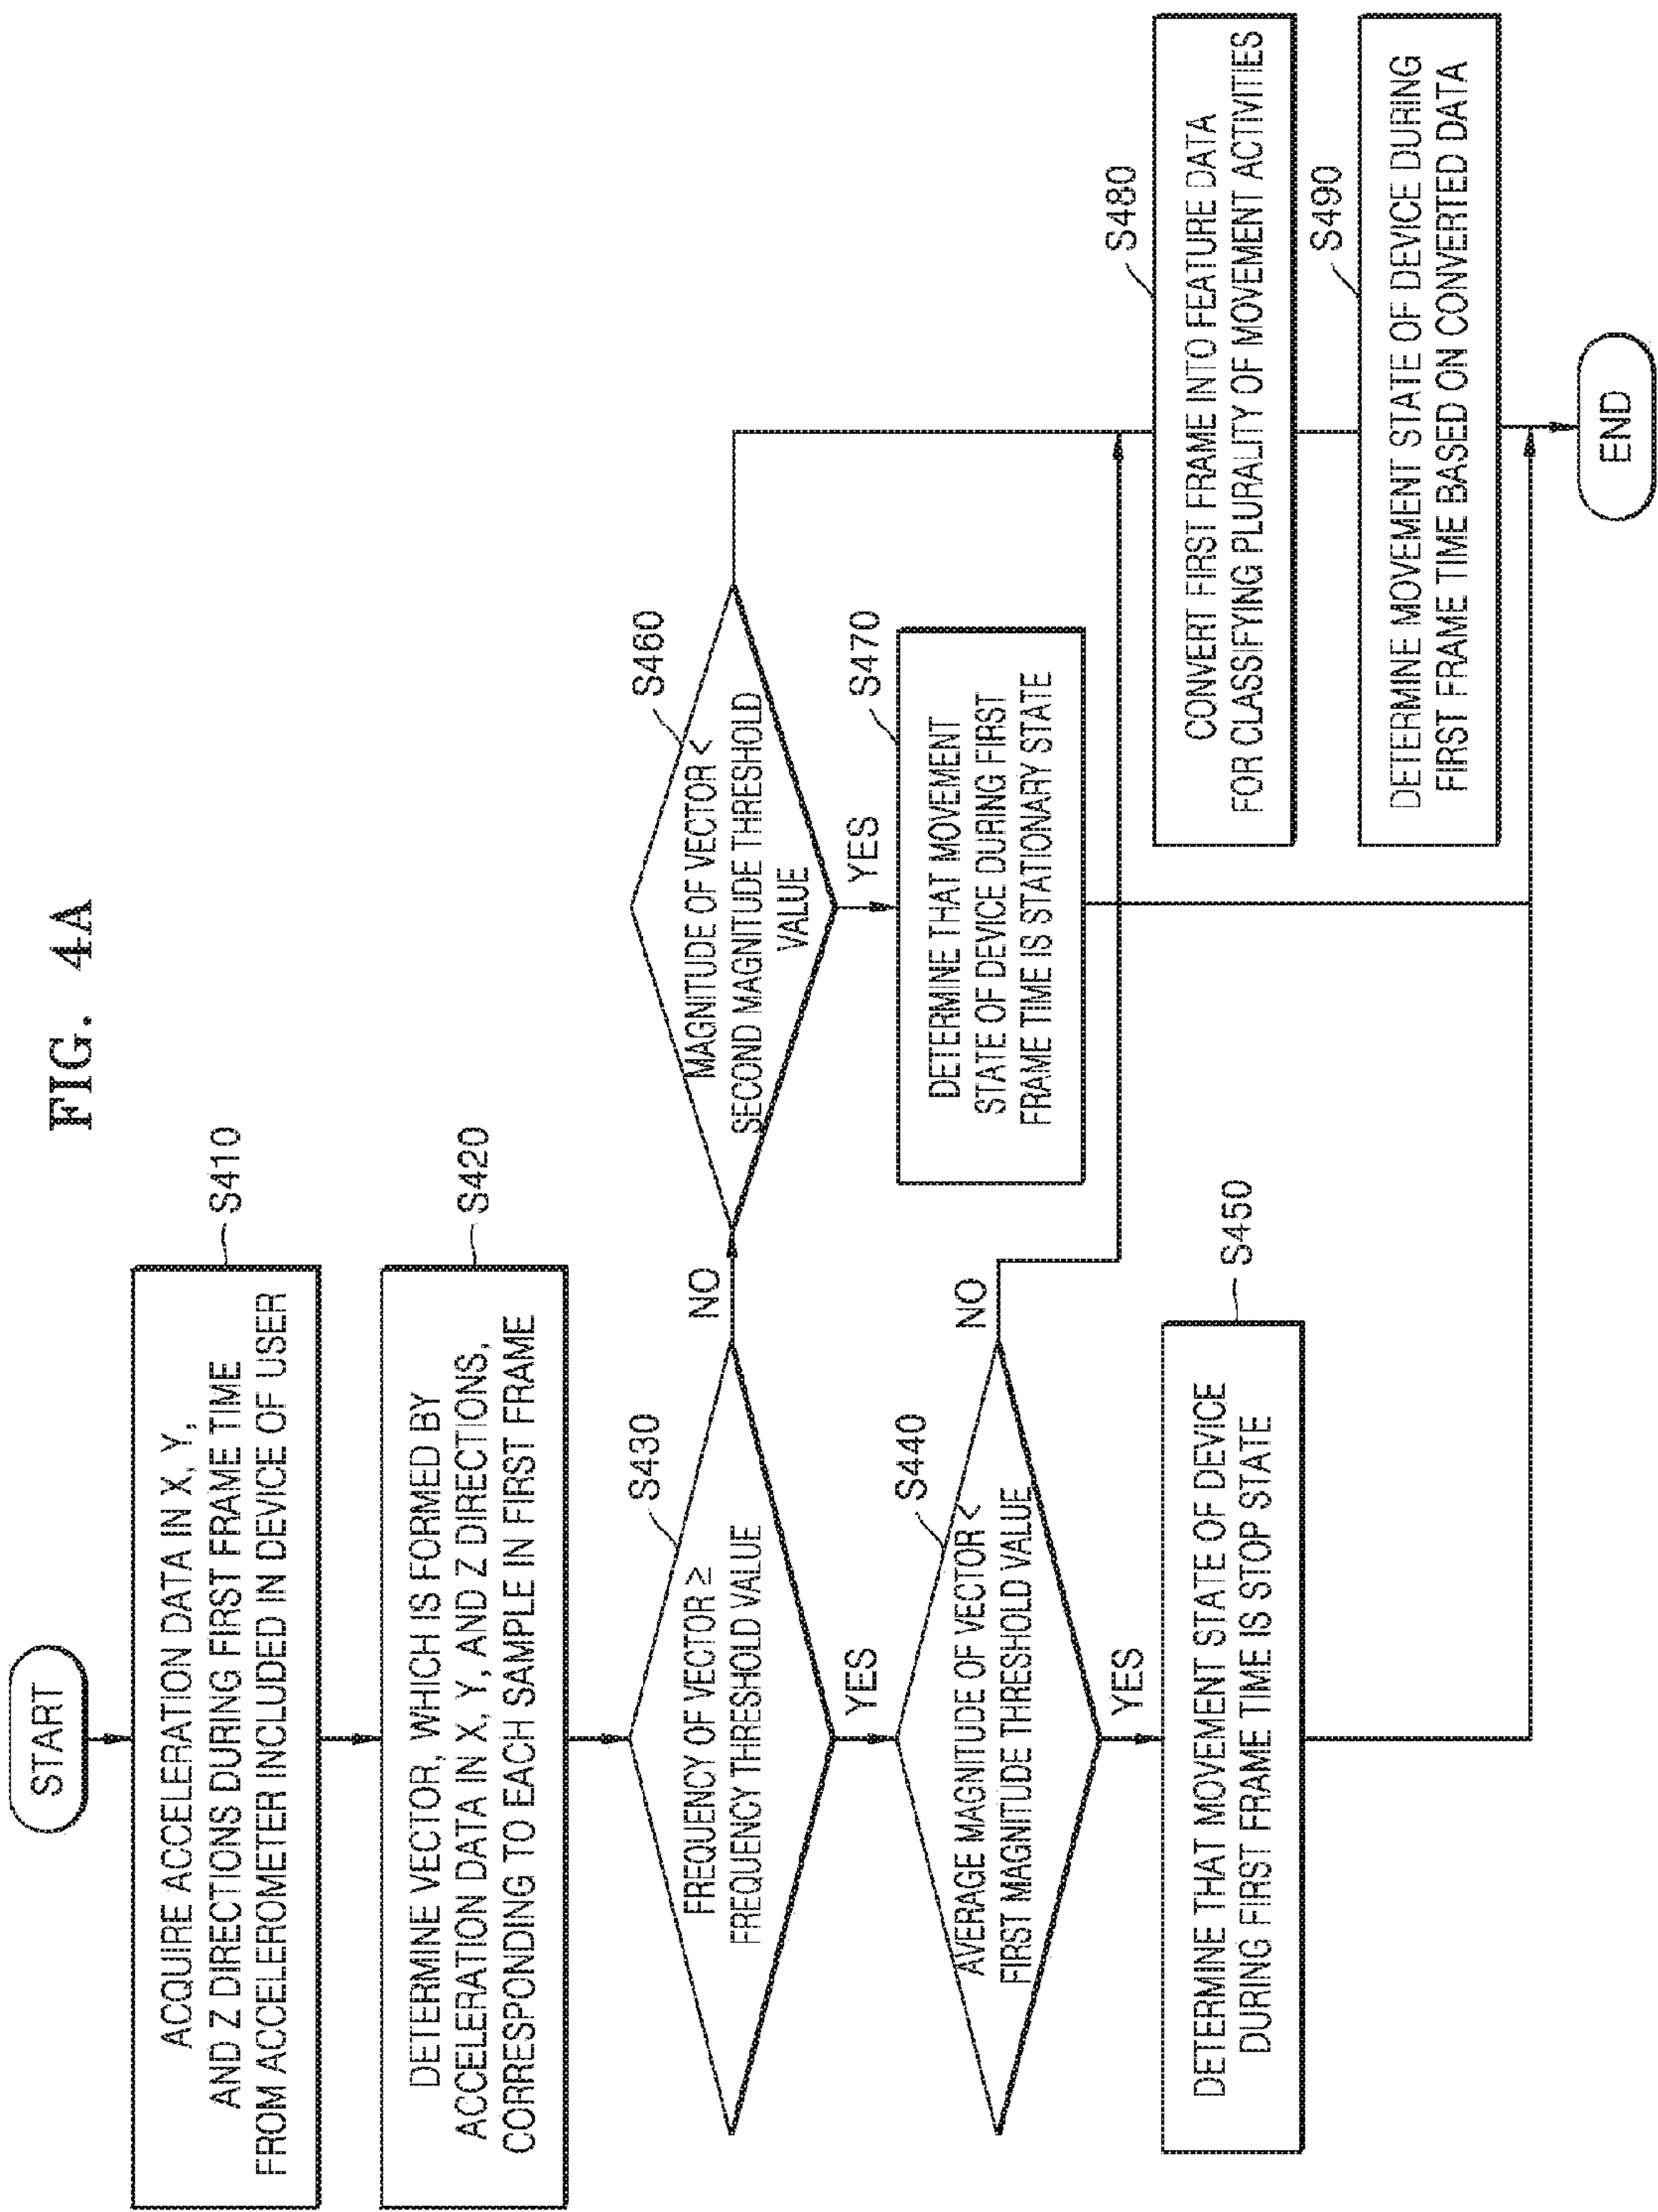 FIG. 4A
START
ACQUIRE ACCELERATION DATA IN X, Y,
AND Z DIRECTIONS DURING FIRST FRAME TIME
FROM ACCELEROMETER INCLUDED IN DEVICE OF USER
S410
DETERMINE VECTOR, WHICH IS FORMED BY
ACCELERATION DATA IN X, Y, AND Z DIRECTIONS,
CORRESPONDING TO EACH SAMPLE IN FIRST FRAME
S420
FREQUENCY OF VECTOR ≥
FREQUENCY THRESHOLD VALUE
S430
NO
YES
AVERAGE MAGNITUDE OF VECTOR <
FIRST MAGNITUDE THRESHOLD VALUE
S440
NO
YES
DETERMINE THAT MOVEMENT STATE OF DEVICE
DURING FIRST FRAME TIME IS STOP STATE
S450
MAGNITUDE OF VECTOR <
SECOND MAGNITUDE THRESHOLD
VALUE
S460
YES
DETERMINE THAT MOVEMENT
STATE OF DEVICE DURING FIRST
FRAME TIME IS STATIONARY STATE
S470
CONVERT FIRST FRAME INTO FEATURE DATA
FOR CLASSIFYING PLURALITY OF MOVEMENT ACTIVITIES
S480
DETERMINE MOVEMENT STATE OF DEVICE DURING
FIRST FRAME TIME BASED ON CONVERTED DATA
S490
END